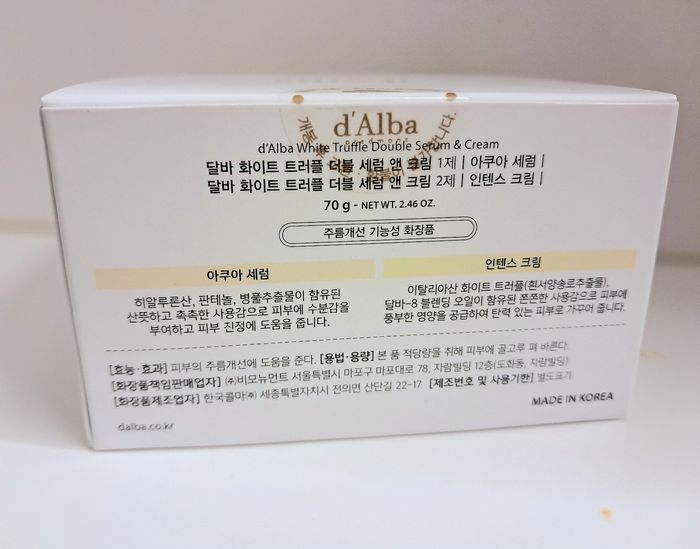 d'Alba
piedmont
d'Alba White Truffle Double Serum & Cream
달바 화이트 트러플 더블 세럼 앤 크림 1제 | 아쿠아 세럼 |
달바 화이트 트러플 더블 세럼 앤 크림 2제 | 인텐스 크림 |
70 g - NET WT. 2.46 OZ.
주름개선 기능성 화장품
아쿠아 세럼
히알루론산, 판테놀, 병풀추출물이 함유된
산뜻하고 촉촉한 사용감으로 피부에 수분감을
부여하고 피부 진정에 도움을 줍니다.
인텐스 크림
이탈리아산 화이트 트러플(흰서양송로추출물),
달바-8 블렌딩 오일이 함유된 쫀쫀한 사용감으로 피부에
풍부한 영양을 공급하여 탄력 있는 피부로 가꾸어 줍니다.
[효능·효과] 피부의 주름개선에 도움을 준다. [용법·용량] 본 품 적당량을 취해 피부에 골고루 펴 바른다.
[화장품책임판매업자] ㈜비모뉴먼트 서울특별시 마포구 마포대로 78, 자람빌딩 12층(도화동, 자람빌딩)
[화장품제조업자] 한국콜마㈜ 세종특별자치시 전의면 산단길 22-17 [제조번호 및 사용기한] 별도표기
MADE IN KOREA
dalba.co.kr